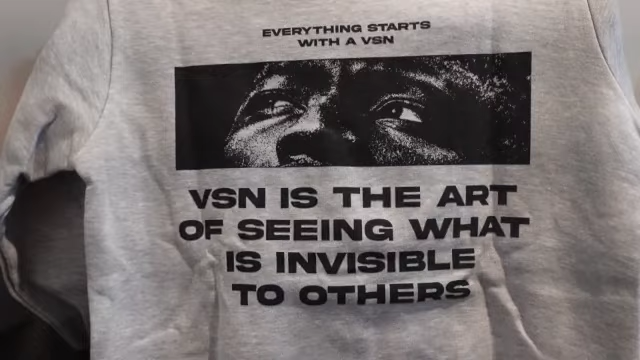 EVERYTHING STARTS
WITH A VSN
VSN IS THE ART
OF SEEING WHAT
IS INVISIBLE
TO OTHERS